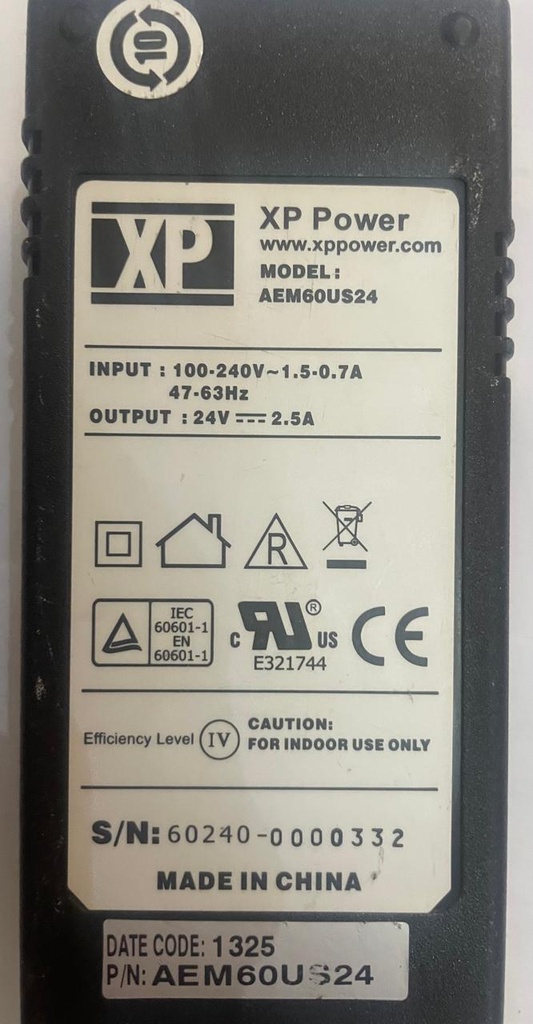 10
XP
XP Power
www.xppower.com
MODEL:
AEM60US24
INPUT : 100-240V~1.5-0.7A
47-63Hz
OUTPUT : 24V ⎓ 2.5A
R
IEC
60601-1
EN
60601-1
c RU® US
E321744
CE
Efficiency Level IV
CAUTION:
FOR INDOOR USE ONLY
S/N: 60240-0000332
MADE IN CHINA
DATE CODE: 1325
P/N: AEM60US24